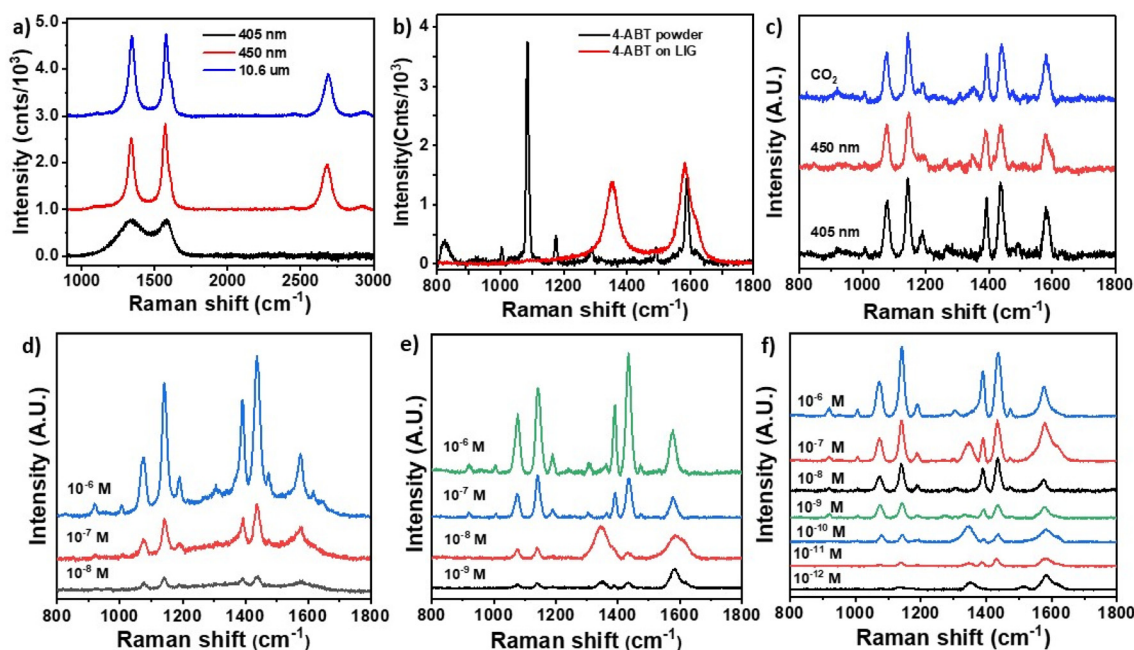 a)
405 nm
450 nm
10.6 um
Intensity (cnts/10³)
5.0
4.0
3.0
2.0
1.0
0.0
1000 1500 2000 2500 3000
Raman shift (cm⁻¹)
b)
4-ABT powder
4-ABT on LIG
Intensity(Cnts/10³)
4
3
2
1
0
800 1000 1200 1400 1600 1800
Raman shift (cm⁻¹)
c)
CO₂
450 nm
405 nm
Intensity (A.U.)
800 1000 1200 1400 1600 1800
Raman shift (cm⁻¹)
d)
10⁻⁶ M
10⁻⁷ M
10⁻⁸ M
Intensity (A.U.)
800 1000 1200 1400 1600 1800
Raman shift (cm⁻¹)
e)
10⁻⁶ M
10⁻⁷ M
10⁻⁸ M
10⁻⁹ M
Intensity (A.U.)
800 1000 1200 1400 1600 1800
Raman shift (cm⁻¹)
f)
10⁻⁶ M
10⁻⁷ M
10⁻⁸ M
10⁻⁹ M
10⁻¹⁰ M
10⁻¹¹ M
10⁻¹² M
Intensity (A.U.)
800 1000 1200 1400 1600 1800
Raman shift (cm⁻¹)